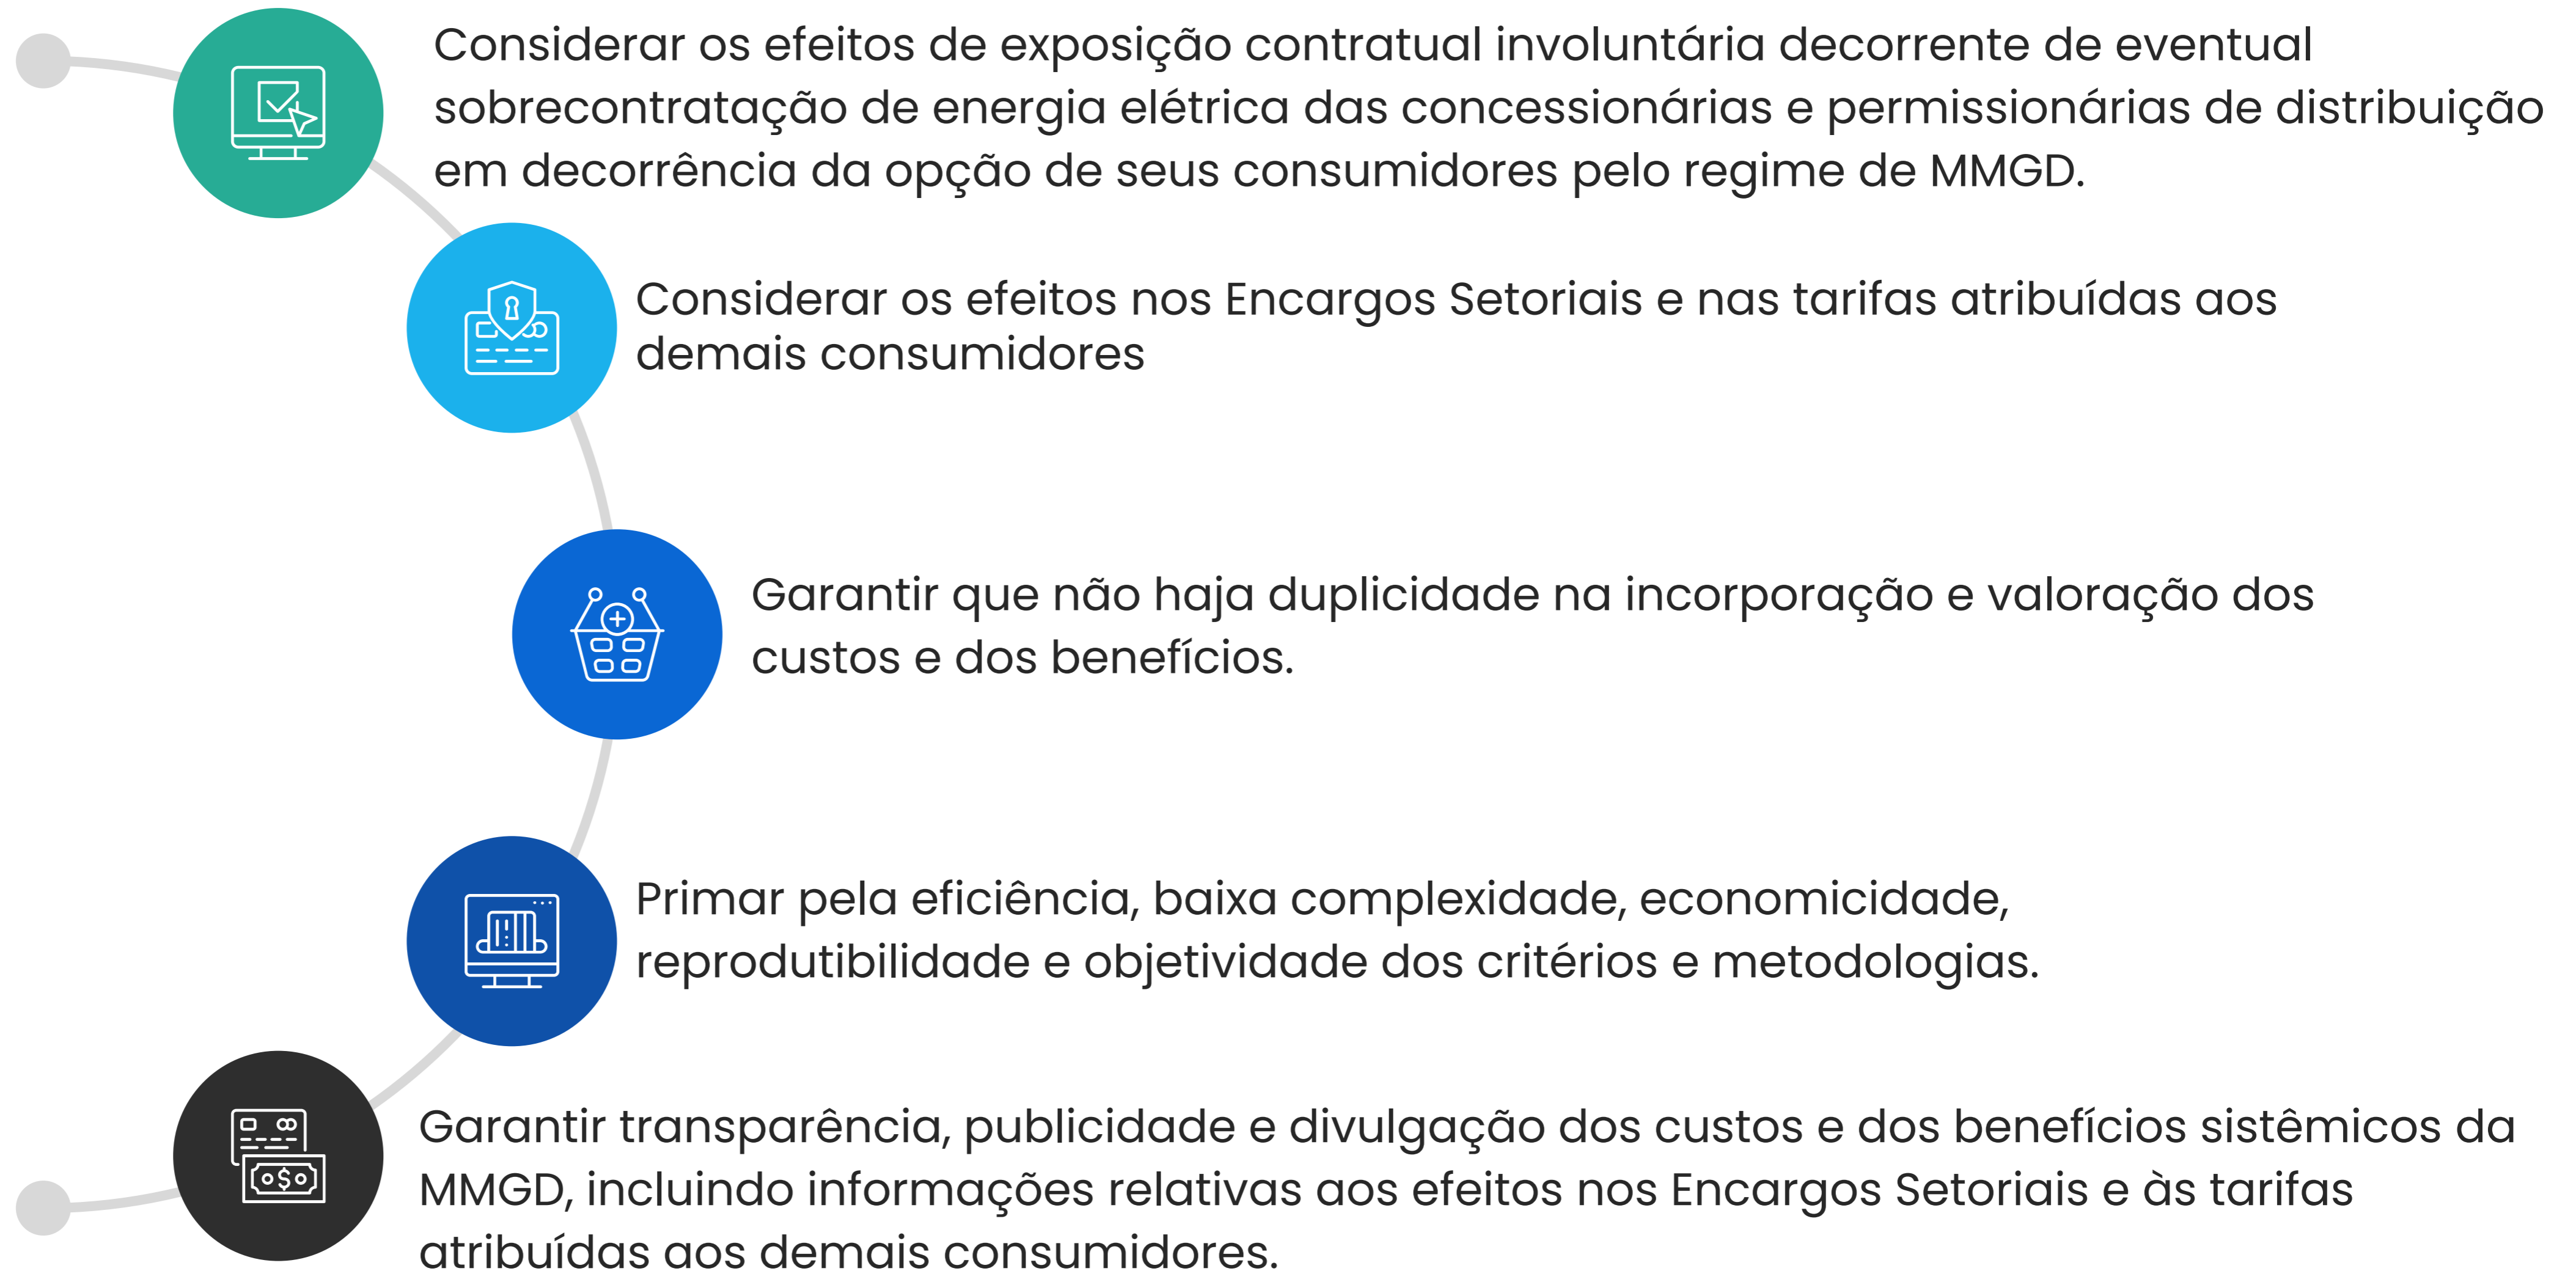 Considerar os efeitos de exposição contratual involuntária decorrente de eventual
sobrecontratação de energia elétrica das concessionárias e permissionárias de distribuição
em decorrência da opção de seus consumidores pelo regime de MMGD.
Considerar os efeitos nos Encargos Setoriais e nas tarifas atribuídas aos
demais consumidores
Garantir que não haja duplicidade na incorporação e valoração dos
custos e dos benefícios.
Primar pela eficiência, baixa complexidade, economicidade,
reprodutibilidade e objetividade dos critérios e metodologias.
Garantir transparência, publicidade e divulgação dos custos e dos benefícios sistêmicos da
MMGD, incluindo informações relativas aos efeitos nos Encargos Setoriais e às tarifas
atribuídas aos demais consumidores.